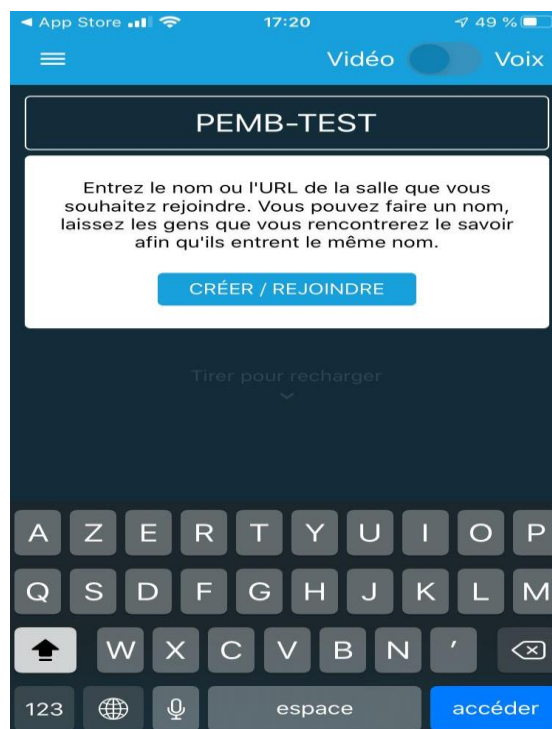 App Store 17:20 49 %
Vidéo Voix
PEMB-TEST
Entrez le nom ou l'URL de la salle que vous
souhaitez rejoindre. Vous pouvez faire un nom,
laissez les gens que vous rencontrerez le savoir
afin qu'ils entrent le même nom.
CRÉER / REJOINDRE
Tirer pour recharger
A Z E R T Y U I O P
Q S D F G H J K L M
W X C V B N '
123 espace accéder